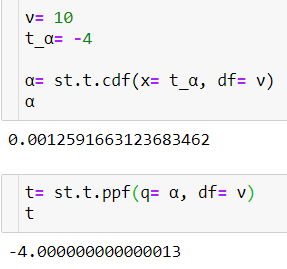 ν= 10
t_α= -4
α= st.t.cdf(x= t_α, df= ν)
α
0.0012591663123683462
t= st.t.ppf(q= α, df= ν)
t
-4.000000000000013